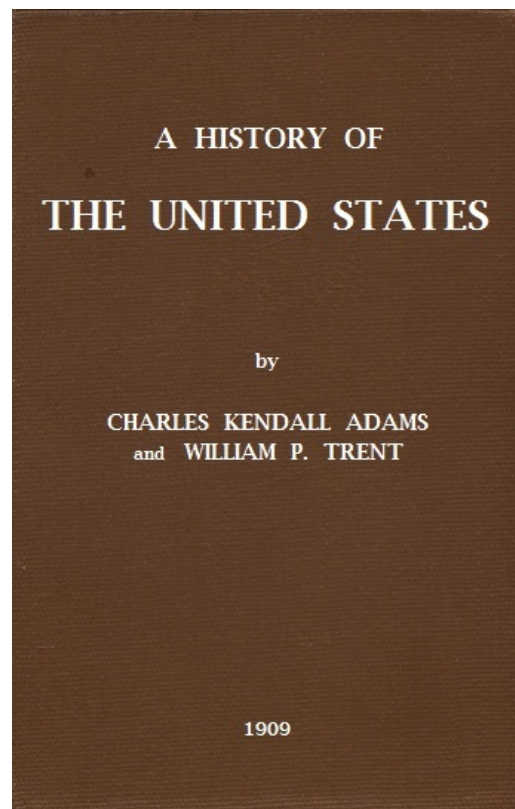 A HISTORY OF
THE UNITED STATES
by
CHARLES KENDALL ADAMS
and WILLIAM P. TRENT
1909